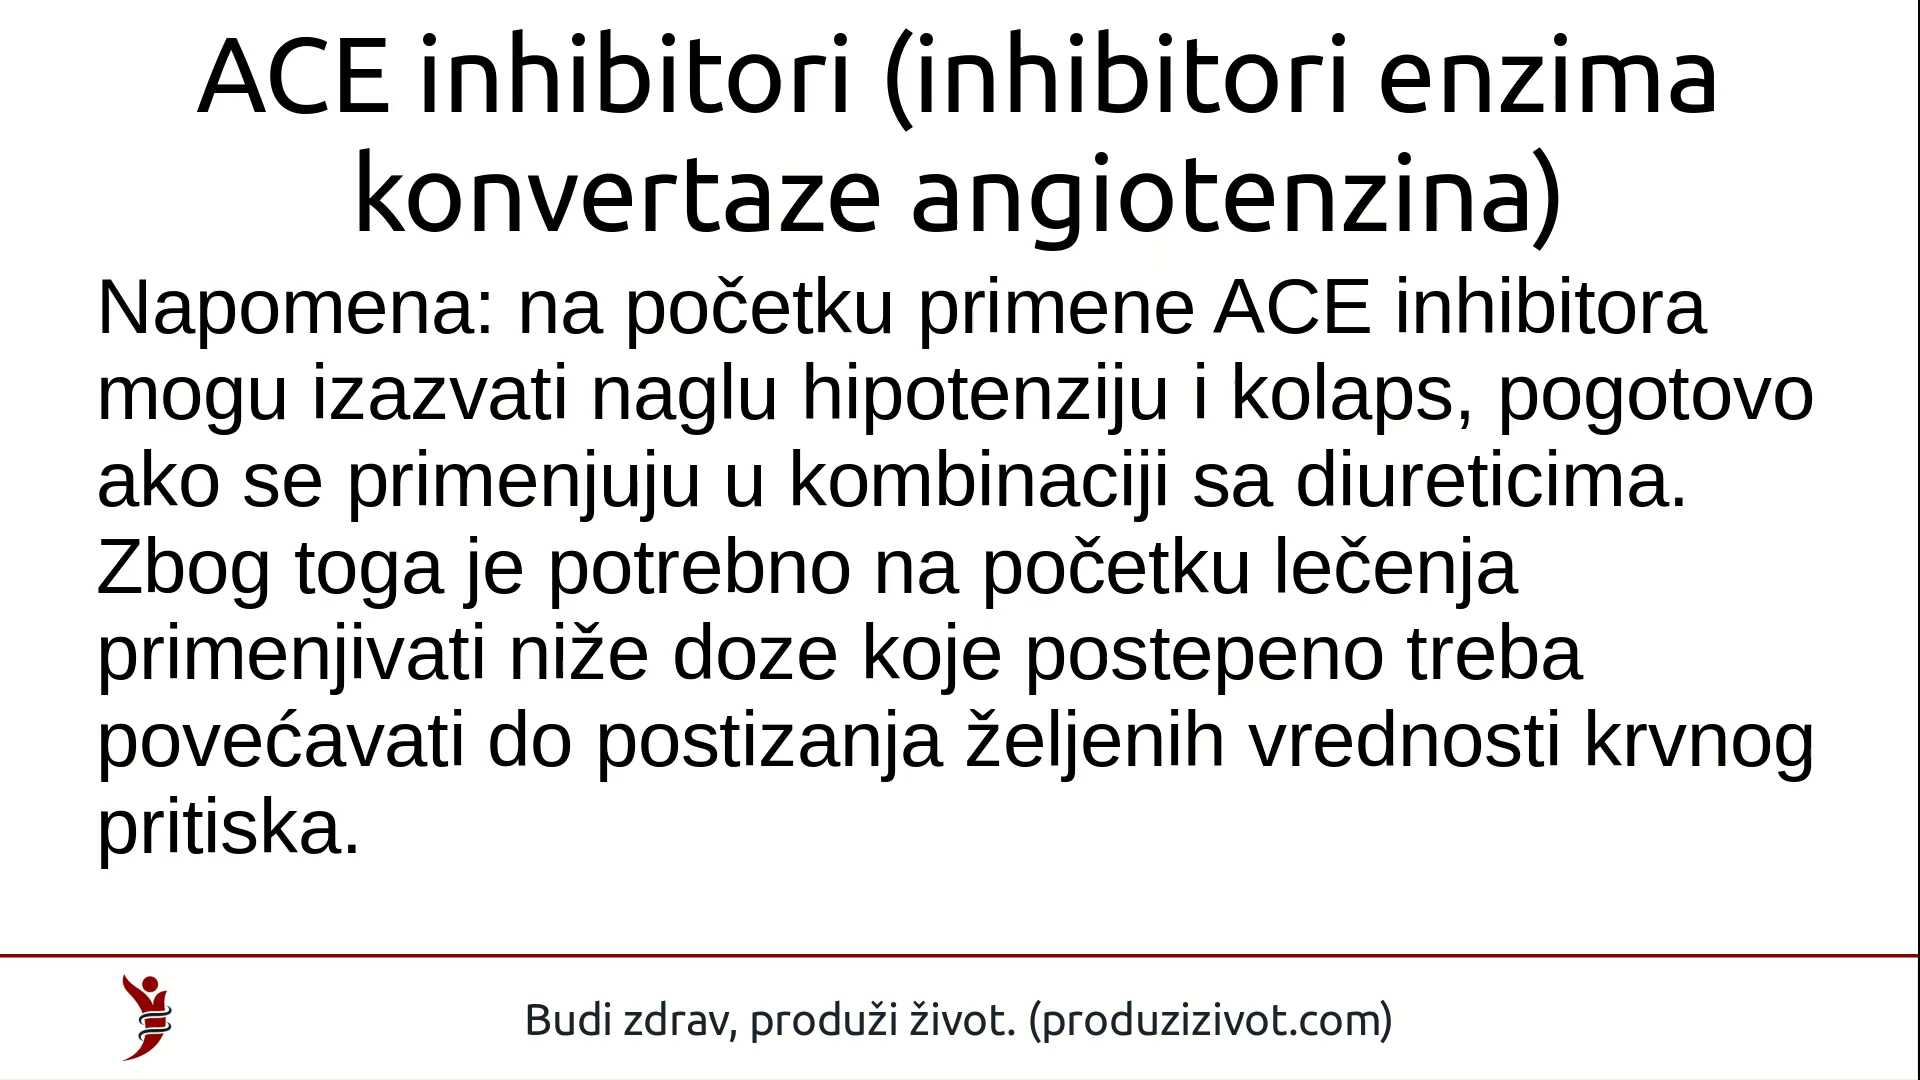 ACE inhibitori (inhibitori enzima
konvertaze angiotenzina)
Napomena: na početku primene ACE inhibitora
mogu izazvati naglu hipotenziju i kolaps, pogotovo
ako se primenjuju u kombinaciji sa diureticima.
Zbog toga je potrebno na početku lečenja
primenjivati niže doze koje postepeno treba
povećavati do postizanja željenih vrednosti krvnog
pritiska.
Budi zdrav, produži život. (produzizivot.com)